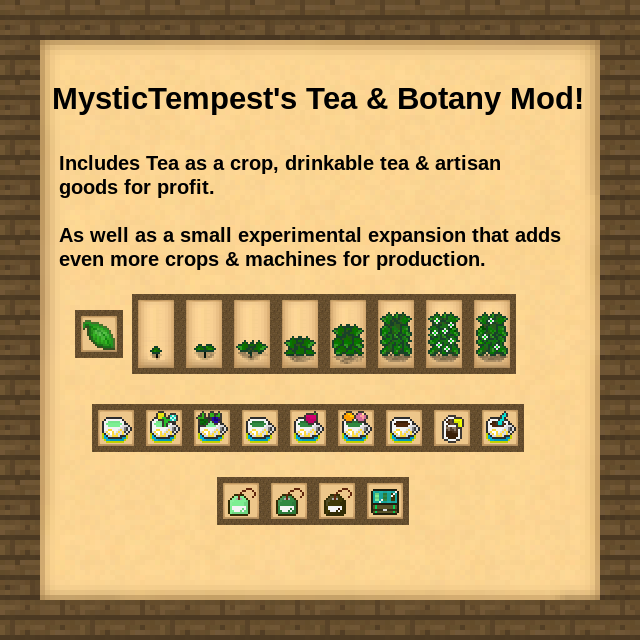 MysticTempest's Tea & Botany Mod!
Includes Tea as a crop, drinkable tea & artisan
goods for profit.
As well as a small experimental expansion that adds
even more crops & machines for production.